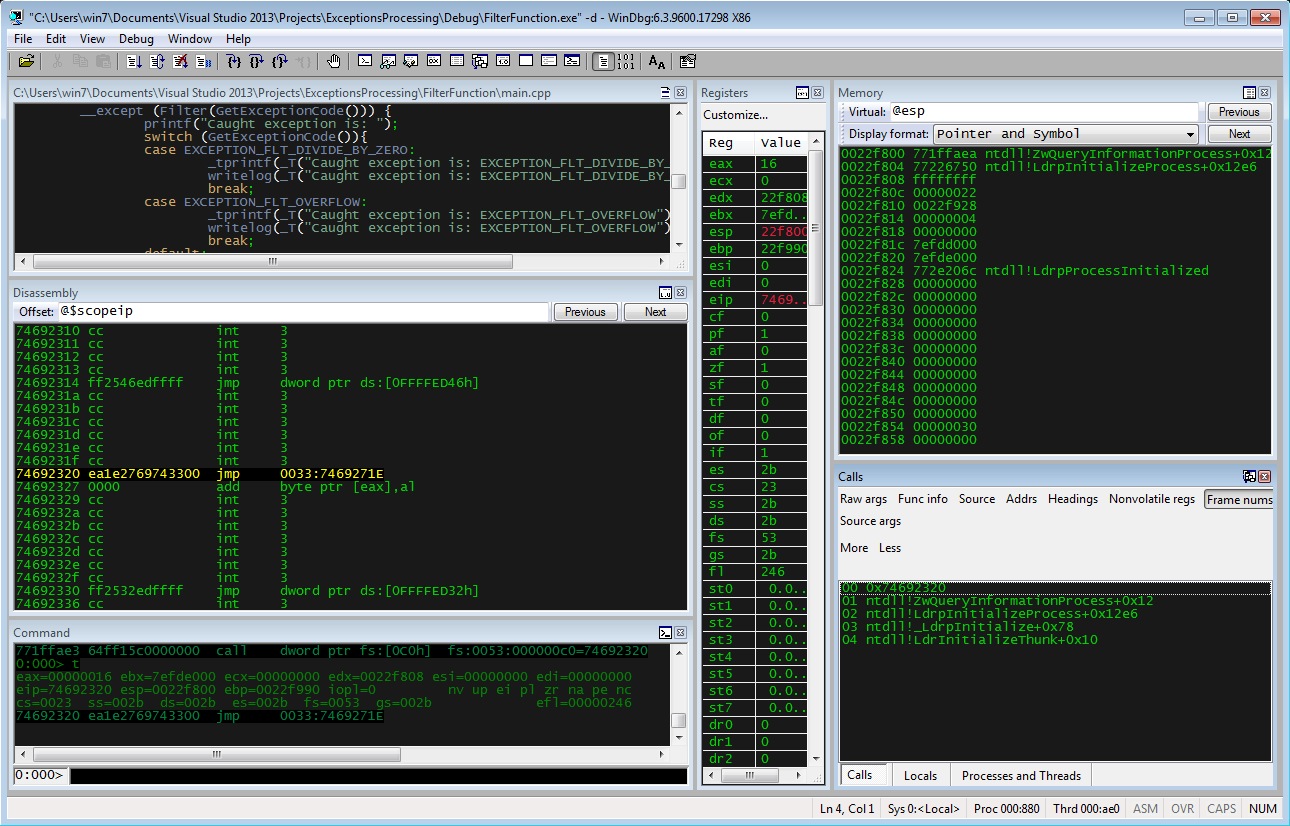 "C:\Users\win7\Documents\Visual Studio 2013\Projects\ExceptionsProcessing\Debug\FilterFunction.exe" -d - WinDbg:6.3.9600.17298 X86
File Edit View Debug Window Help
C:\Users\win7\Documents\Visual Studio 2013\Projects\ExceptionsProcessing\FilterFunction\main.cpp
__except (Filter(GetExceptionCode())) {
printf("Caught exception is: ");
switch (GetExceptionCode()){
case EXCEPTION_FLT_DIVIDE_BY_ZERO:
_tprintf(_T("Caught exception is: EXCEPTION_FLT_DIVIDE_BY_
writelog(_T("Caught exception is: EXCEPTION_FLT_DIVIDE_BY_
break;
case EXCEPTION_FLT_OVERFLOW:
_tprintf(_T("Caught exception is: EXCEPTION_FLT_OVERFLOW")
writelog(_T("Caught exception is: EXCEPTION_FLT_OVERFLOW")
break;
default:
Disassembly
Offset: @$scopeip Previous Next
74692310 cc int 3
74692311 cc int 3
74692312 cc int 3
74692313 cc int 3
74692314 ff2546edffff jmp dword ptr ds:[0FFFFED46h]
7469231a cc int 3
7469231b cc int 3
7469231c cc int 3
7469231d cc int 3
7469231e cc int 3
7469231f cc int 3
74692320 ea1e2769743300 jmp 0033:7469271E
74692327 0000 add byte ptr [eax],al
74692329 cc int 3
7469232a cc int 3
7469232b cc int 3
7469232c cc int 3
7469232d cc int 3
7469232e cc int 3
7469232f cc int 3
74692330 ff2532edffff jmp dword ptr ds:[0FFFFED32h]
74692336 cc int 3
Command
771ffae3 64ff15c0000000 call dword ptr fs:[0C0h] fs:0053:000000c0=74692320
0:000> t
eax=00000016 ebx=7efde000 ecx=00000000 edx=0022f808 esi=00000000 edi=00000000
eip=74692320 esp=0022f800 ebp=0022f990 iopl=0 nv up ei pl zr na pe nc
cs=0023 ss=002b ds=002b es=002b fs=0053 gs=002b efl=00000246
74692320 ea1e2769743300 jmp 0033:7469271E
0:000>
Registers
Customize...
Reg Value
eax 16
ecx 0
edx 22f808
ebx 7efd..
esp 22f800
ebp 22f990
esi 0
edi 0
eip 7469..
cf 0
pf 1
af 0
zf 1
sf 0
tf 0
df 0
of 0
if 1
es 2b
cs 23
ss 2b
ds 2b
fs 53
gs 2b
fl 246
st0 0.0..
st1 0.0..
st2 0.0..
st3 0.0..
st4 0.0..
st5 0.0..
st6 0.0..
st7 0.0..
dr0 0
dr1 0
dr2 0
Memory
Virtual: @esp Previous
Display format: Pointer and Symbol Next
0022f800 771ffaea ntdll!ZwQueryInformationProcess+0x12
0022f804 77226750 ntdll!LdrpInitializeProcess+0x12e6
0022f808 ffffffff
0022f80c 00000022
0022f810 0022f928
0022f814 00000004
0022f818 00000000
0022f81c 7efdd000
0022f820 7efde000
0022f824 772e206c ntdll!LdrpProcessInitialized
0022f828 00000000
0022f82c 00000000
0022f830 00000000
0022f834 00000000
0022f838 00000000
0022f83c 00000000
0022f840 00000000
0022f844 00000000
0022f848 00000000
0022f84c 00000000
0022f850 00000000
0022f854 00000030
0022f858 00000000
Calls
Raw args Func info Source Addrs Headings Nonvolatile regs Frame nums
Source args
More Less
00 0x74692320
01 ntdll!ZwQueryInformationProcess+0x12
02 ntdll!LdrpInitializeProcess+0x12e6
03 ntdll!_LdrpInitialize+0x78
04 ntdll!LdrInitializeThunk+0x10
Calls Locals Processes and Threads
Ln 4, Col 1 Sys 0:<Local> Proc 000:880 Thrd 000:ae0 ASM OVR CAPS NUM